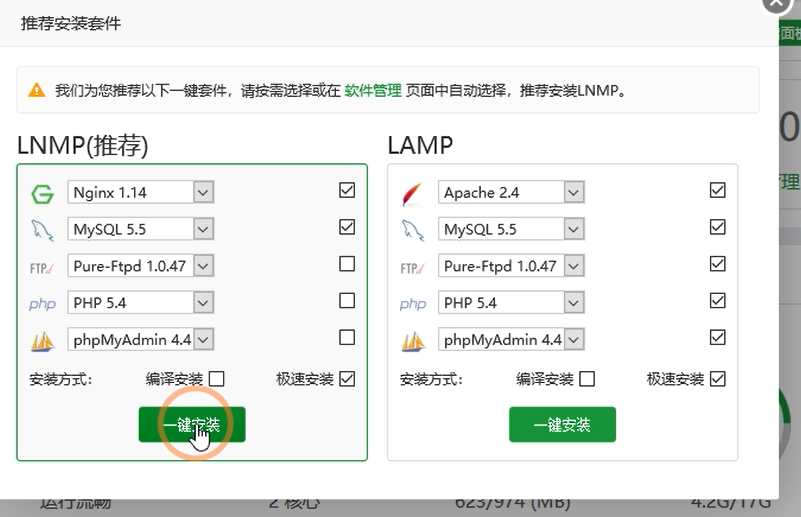 推荐安装套件
我们为您推荐以下一键套件，请按需选择或在 软件管理 页面中自动选择，推荐安装LNMP。
LNMP(推荐)
Nginx 1.14
MySQL 5.5
FTP
Pure-Ftpd 1.0.47
php
PHP 5.4
phpMyAdmin 4.4
安装方式：
编译安装
极速安装
一键安装
LAMP
Apache 2.4
MySQL 5.5
FTP
Pure-Ftpd 1.0.47
php
PHP 5.4
phpMyAdmin 4.4
安装方式：
编译安装
极速安装
一键安装
面板
0
管理
运行流畅
2 核心
623/974 (MB)
4.2G/17G